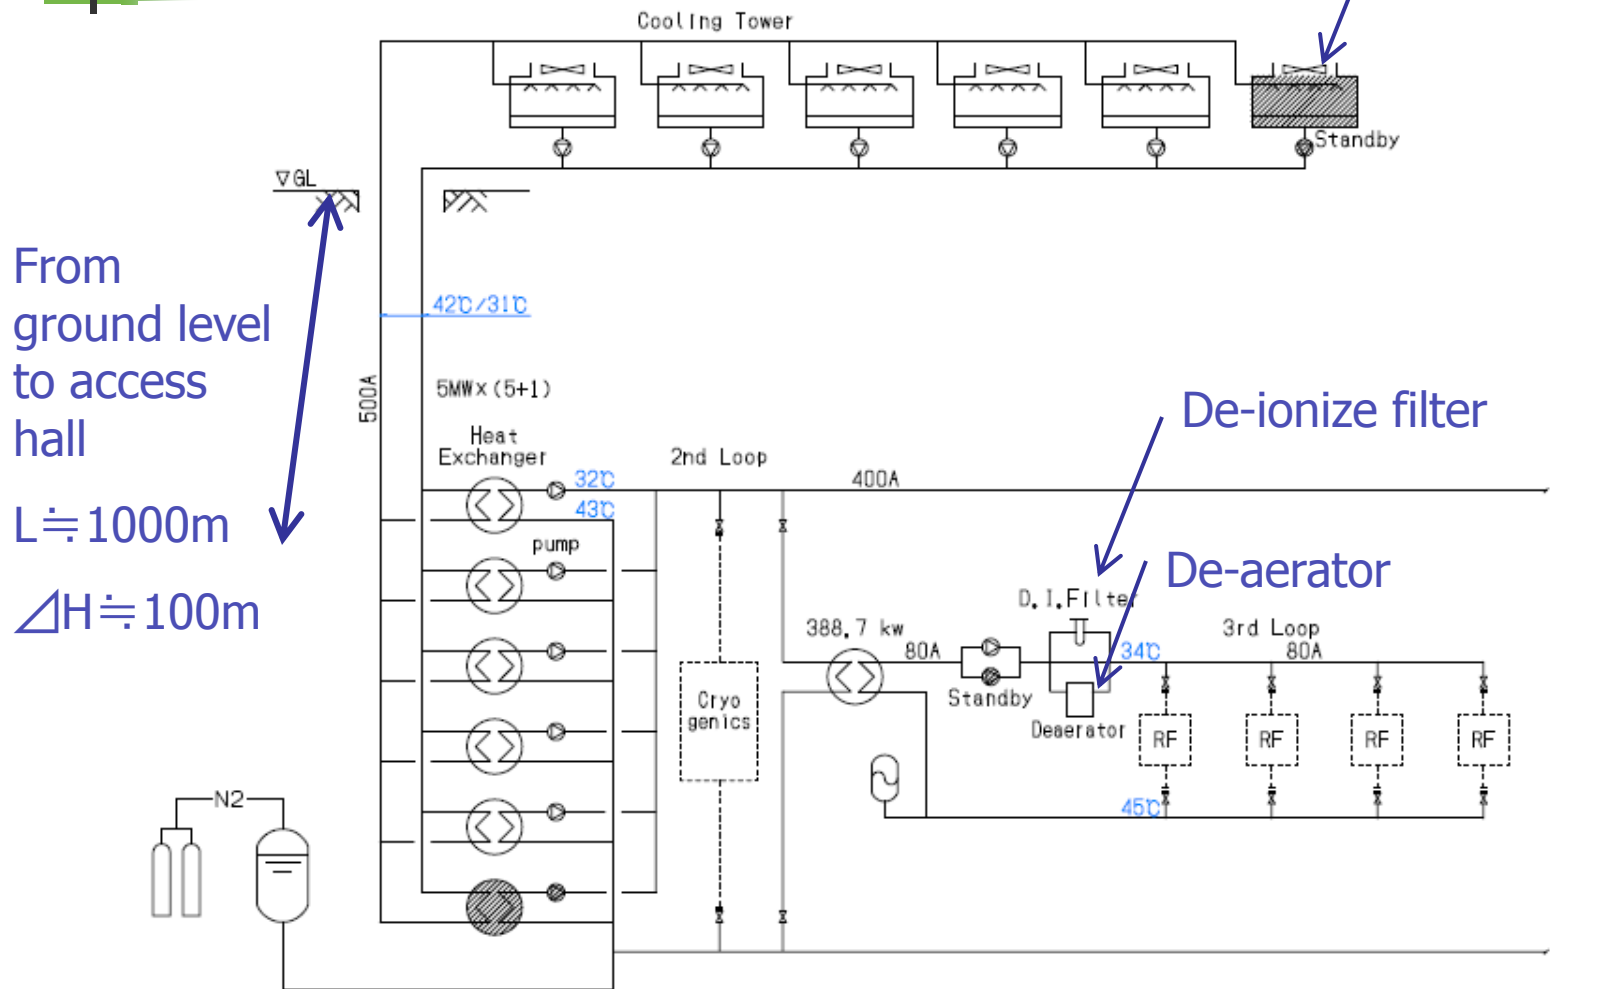 Cooling Tower
Standby
▽GL
From
ground level
to access
hall
L≒1000m
⊿H≒100m
42℃/31℃
500A
5MW×(5+1)
Heat
Exchanger
32℃
43℃
pump
2nd Loop
400A
De-ionize filter
De-aerator
D.I.Filter
388.7 kw
80A
Standby
34℃
3rd Loop
80A
Deaerator
Cryo
genics
RF
RF
RF
RF
45℃
N2